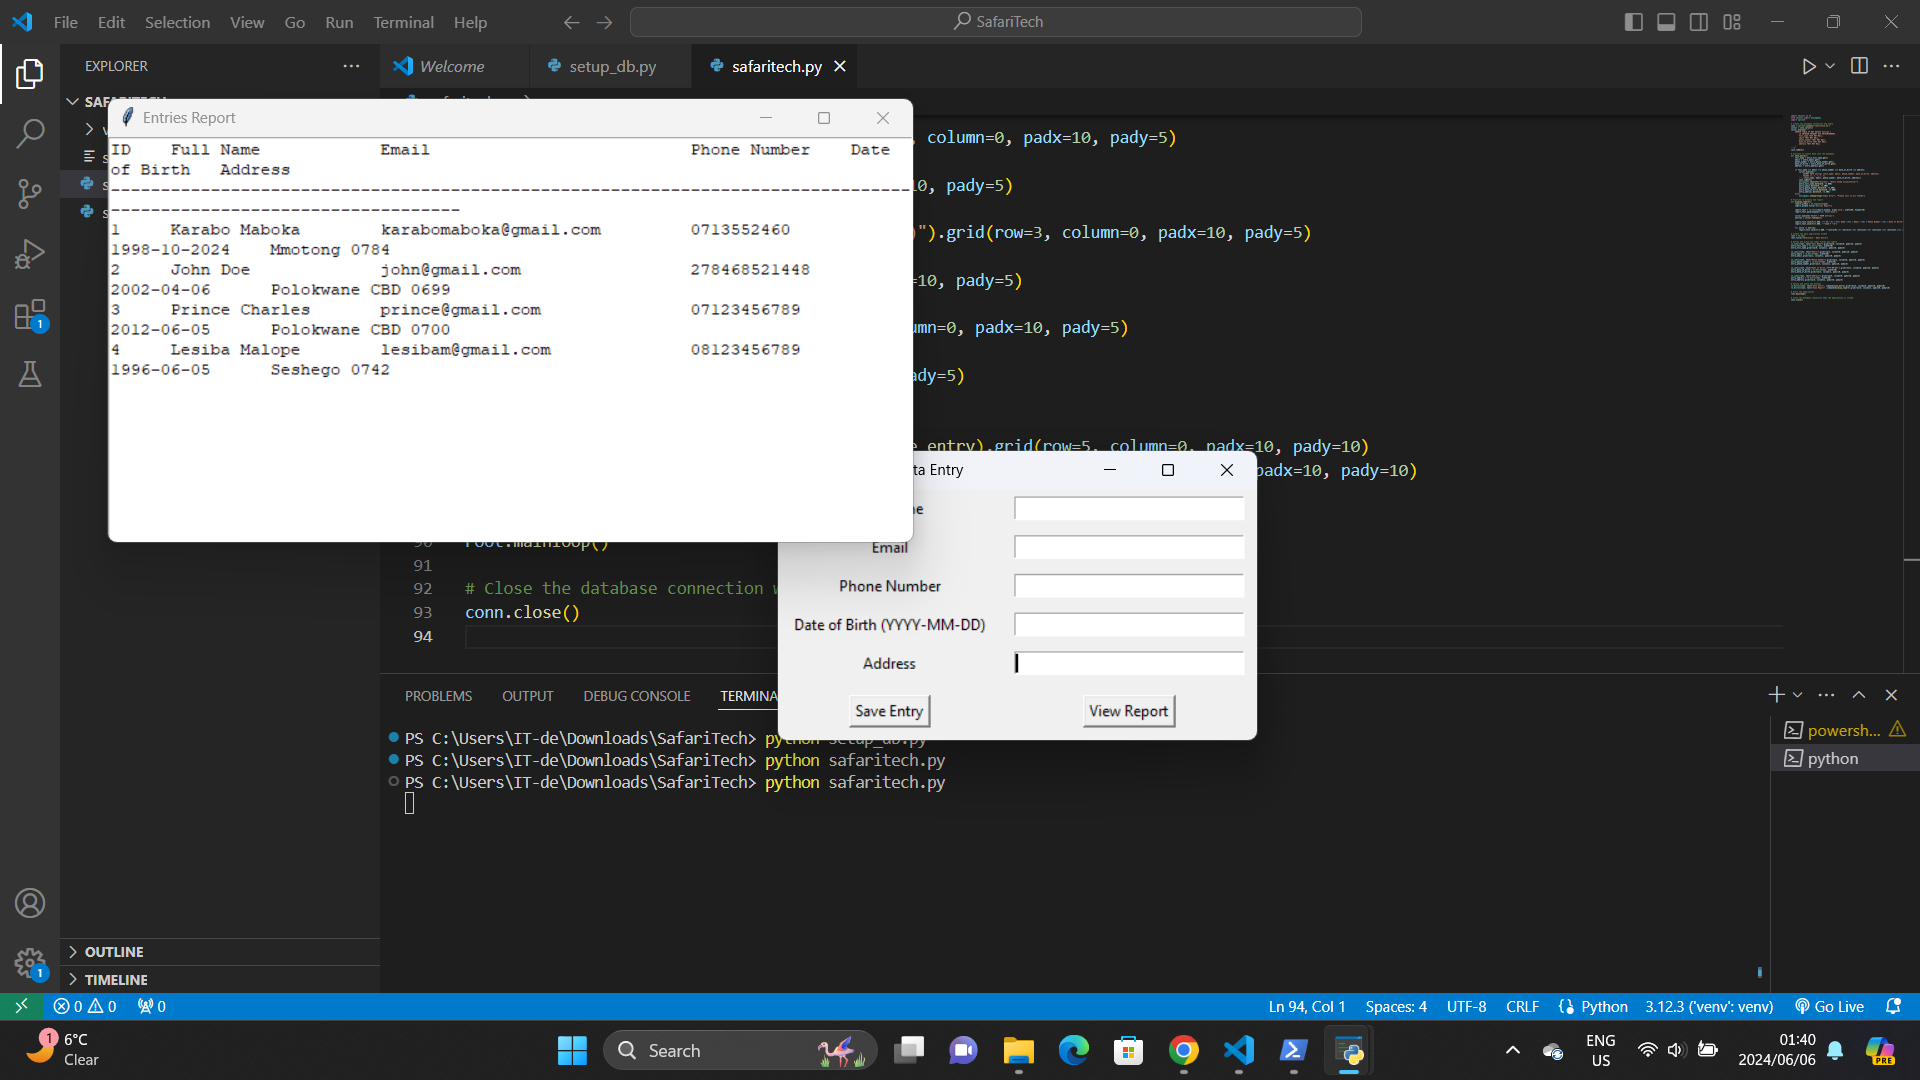 File Edit Selection View Go Run Terminal Help
SafariTech
EXPLORER
Welcome
setup_db.py
safaritech.py
Entries Report
ID Full Name Email Phone Number Date
of Birth Address
--------------------------------------------------------------------------------
-----------------------------------
1 Karabo Maboka karabomaboka@gmail.com 0713552460
1998-10-2024 Mmotong 0784
2 John Doe john@gmail.com 278468521448
2002-04-06 Polokwane CBD 0699
3 Prince Charles prince@gmail.com 07123456789
2012-06-05 Polokwane CBD 0700
4 Lesiba Malope lesibam@gmail.com 08123456789
1996-06-05 Seshego 0742
column=0, padx=10, pady=5)
10, pady=5)
)").grid(row=3, column=0, padx=10, pady=5)
=10, pady=5)
umn=0, padx=10, pady=5)
ady=5)
e_entry).grid(row=5, column=0, padx=10, pady=10)
padx=10, pady=10)
ta Entry
Email
Phone Number
Date of Birth (YYYY-MM-DD)
Address
Save Entry View Report
90 root.mainloop()
91
92 # Close the database connection
93 conn.close()
94
PROBLEMS OUTPUT DEBUG CONSOLE TERMINA
PS C:\Users\IT-de\Downloads\SafariTech> python setup_db.py
PS C:\Users\IT-de\Downloads\SafariTech> python safaritech.py
PS C:\Users\IT-de\Downloads\SafariTech> python safaritech.py
powersh...
python
OUTLINE
TIMELINE
1
1
0 0 0
Ln 94, Col 1 Spaces: 4 UTF-8 CRLF Python 3.12.3 ('venv': venv) Go Live
1
6°C
Clear
Search
ENG
US
01:40
2024/06/06
PRE